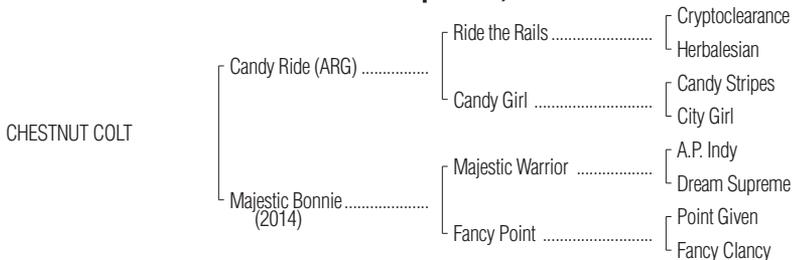 Cryptoclearance
Ride the Rails ........................
Herbalesian
Candy Ride (ARG) ................
Candy Stripes
Candy Girl ............................
City Girl
CHESTNUT COLT
A.P. Indy
Majestic Warrior ..................
Dream Supreme
Majestic Bonnie ....................
(2014)
Point Given
Fancy Point ..........................
Fancy Clancy